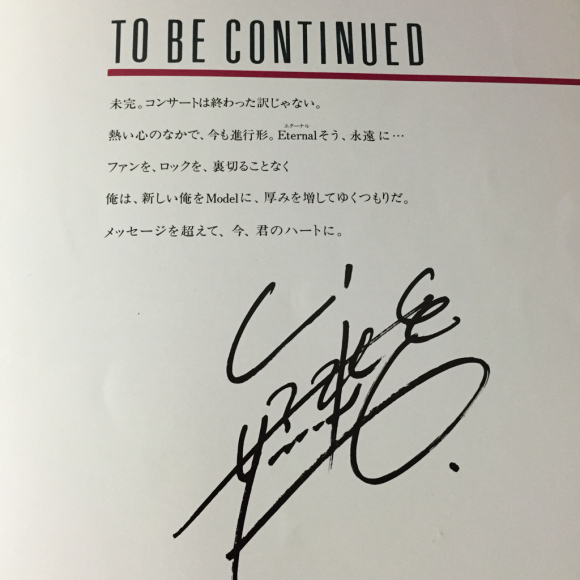 TO BE CONTINUED
未完。コンサートは終わった訳じゃない。
熱い心のなかで、今も進行形。Eternalそう、永遠に…
エターナル
ファンを、ロックを、裏切ることなく
俺は、新しい俺をModelに、厚みを増してゆくつもりだ。
メッセージを超えて、今、君のハートに。